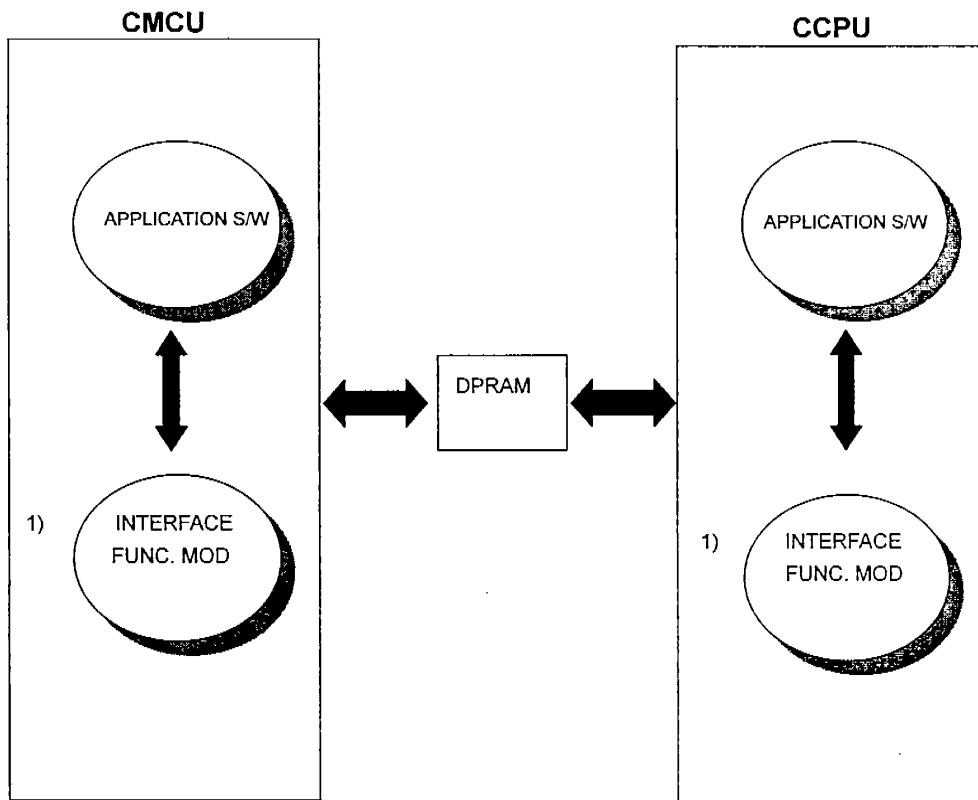 CMCU
APPLICATION S/W
1)
INTERFACE
FUNC. MOD
DPRAM
CCPU
APPLICATION S/W
1)
INTERFACE
FUNC. MOD